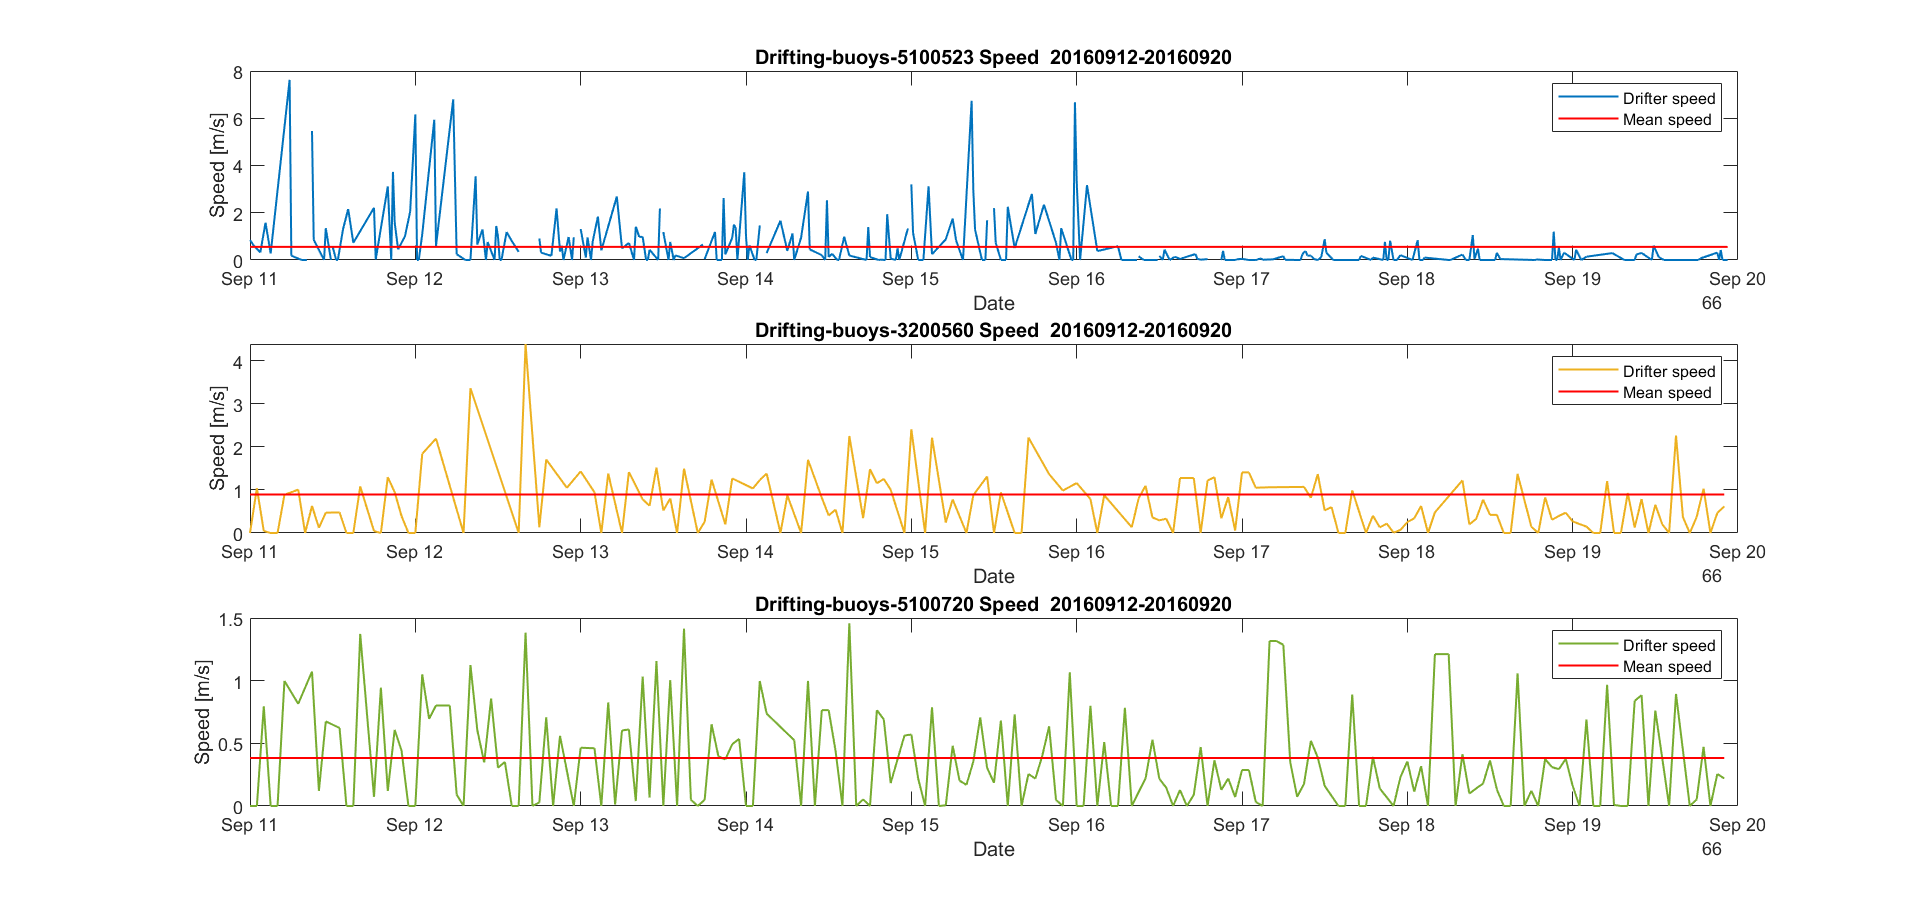 Drifting-buoys-5100523 Speed  20160912-20160920
Speed [m/s]
8
6
4
2
0
Drifter speed
Mean speed
Sep 11 Sep 12 Sep 13 Sep 14 Sep 15 Sep 16 Sep 17 Sep 18 Sep 19 Sep 20
Date
66
Drifting-buoys-3200560 Speed  20160912-20160920
Speed [m/s]
4
3
2
1
0
Drifter speed
Mean speed
Sep 11 Sep 12 Sep 13 Sep 14 Sep 15 Sep 16 Sep 17 Sep 18 Sep 19 Sep 20
Date
66
Drifting-buoys-5100720 Speed  20160912-20160920
Speed [m/s]
1.5
1
0.5
0
Drifter speed
Mean speed
Sep 11 Sep 12 Sep 13 Sep 14 Sep 15 Sep 16 Sep 17 Sep 18 Sep 19 Sep 20
Date
66